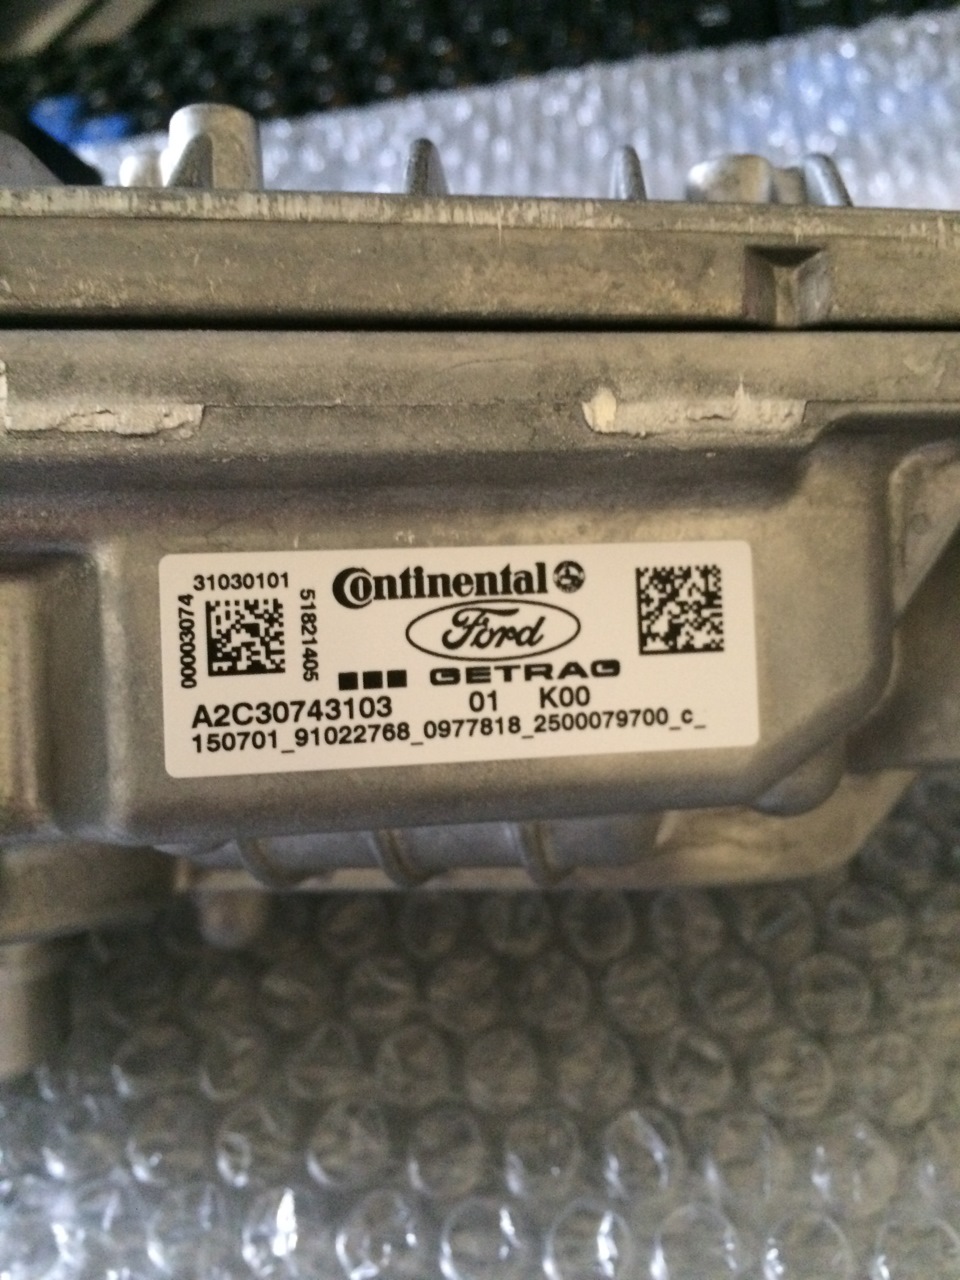 31030101
00003074
51821405
Continental
Ford
GETRAG
A2C30743103 01 K00
150701_91022768_0977818_2500079700_c_